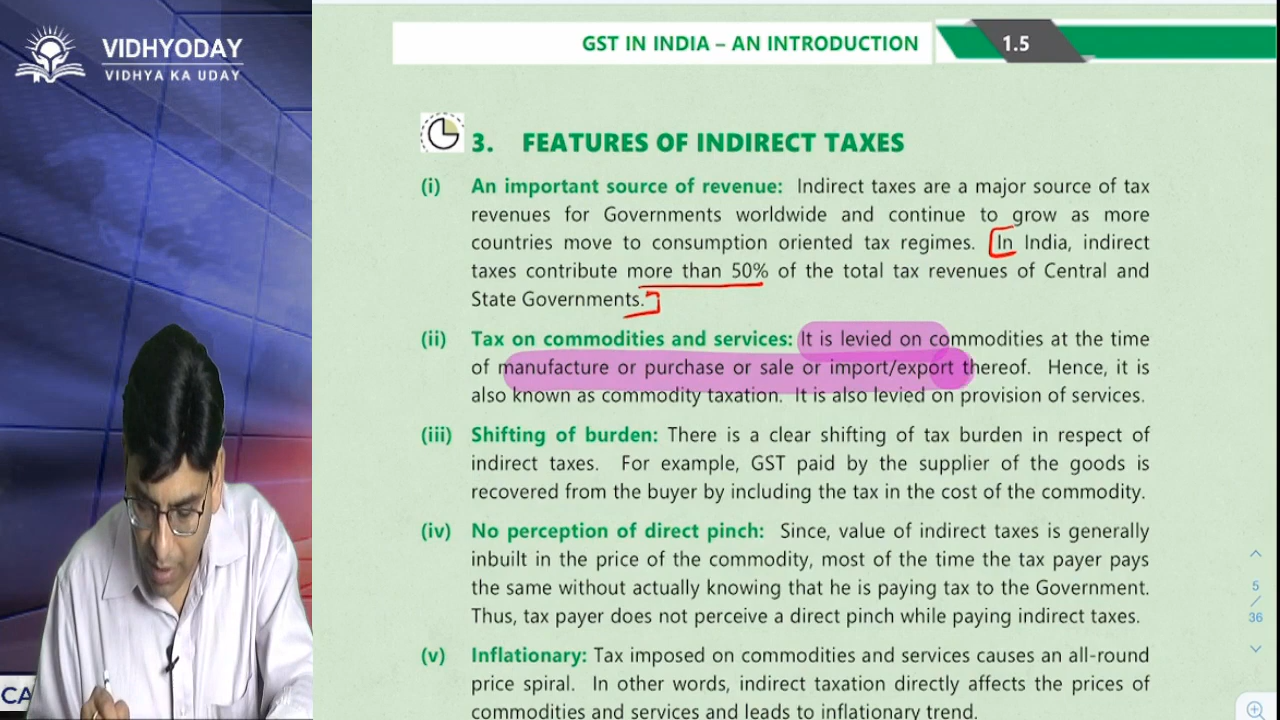 VIDHYODAY
VIDHYA KA UDAY
GST IN INDIA – AN INTRODUCTION 1.5
3. FEATURES OF INDIRECT TAXES
(i) An important source of revenue: Indirect taxes are a major source of tax
revenues for Governments worldwide and continue to grow as more
countries move to consumption oriented tax regimes. In India, indirect
taxes contribute more than 50% of the total tax revenues of Central and
State Governments.
(ii) Tax on commodities and services: It is levied on commodities at the time
of manufacture or purchase or sale or import/export thereof. Hence, it is
also known as commodity taxation. It is also levied on provision of services.
(iii) Shifting of burden: There is a clear shifting of tax burden in respect of
indirect taxes. For example, GST paid by the supplier of the goods is
recovered from the buyer by including the tax in the cost of the commodity.
(iv) No perception of direct pinch: Since, value of indirect taxes is generally
inbuilt in the price of the commodity, most of the time the tax payer pays
the same without actually knowing that he is paying tax to the Government.
Thus, tax payer does not perceive a direct pinch while paying indirect taxes.
(v) Inflationary: Tax imposed on commodities and services causes an all-round
price spiral. In other words, indirect taxation directly affects the prices of
commodities and services and leads to inflationary trend.
5
/
36
CA